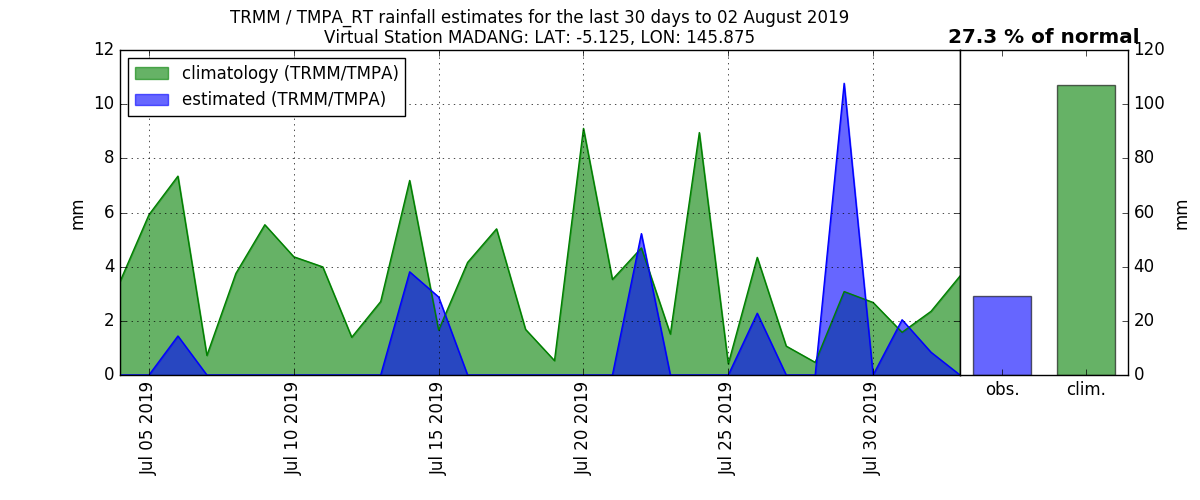 TRMM / TMPA_RT rainfall estimates for the last 30 days to 02 August 2019
Virtual Station MADANG: LAT: -5.125, LON: 145.875
27.3 % of normal
climatology (TRMM/TMPA)
estimated (TRMM/TMPA)
mm
12
10
8
6
4
2
0
Jul 05 2019
Jul 10 2019
Jul 15 2019
Jul 20 2019
Jul 25 2019
Jul 30 2019
obs.
clim.
120
100
80
60
40
20
0
mm